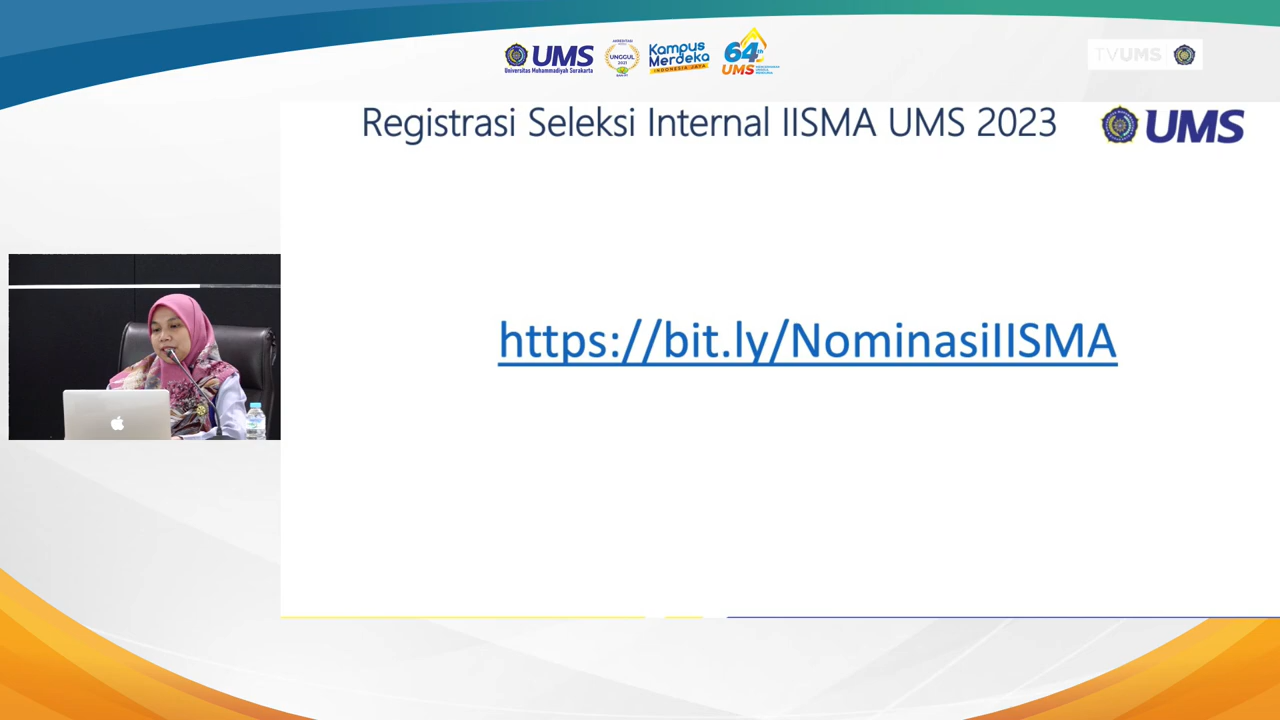 UMS
Universitas Muhammadiyah Surakarta
UNGGUL
2021
Kampus
Merdeka
INDONESIA JAYA
64th
UMS
TVUMS
Registrasi Seleksi Internal IISMA UMS 2023
UMS
https://bit.ly/NominasiIISMA